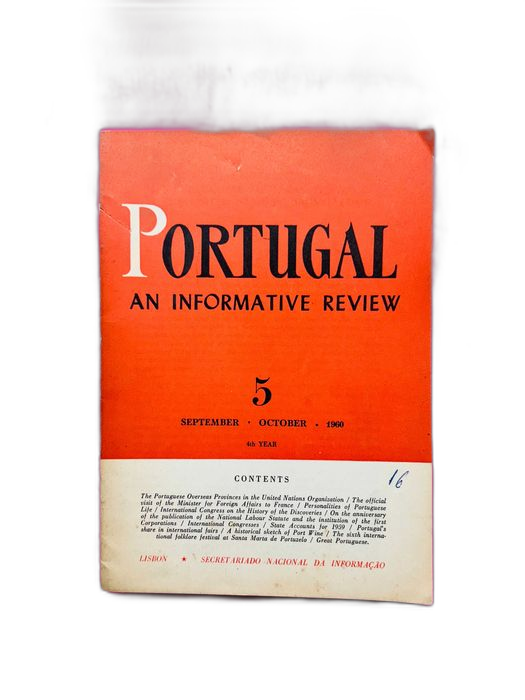 PORTUGAL
AN INFORMATIVE REVIEW
5
SEPTEMBER · OCTOBER · 1960
4th YEAR
CONTENTS
16
The Portuguese Overseas Provinces in the United Nations Organization / The official
visit of the Minister for Foreign Affairs to France / Personalities of Portuguese
Life / International Congress on the History of the Discoveries / On the anniversary
of the publication of the National Labour Statute and the institution of the first
Corporations / International Congresses / State Accounts for 1959 / Portugal's
share in international fairs / A historical sketch of Port Wine / The sixth interna-
tional folklore festival at Santa Marta de Portuzelo / Great Portuguese.
LISBON ★ SECRETARIADO NACIONAL DA INFORMAÇÃO